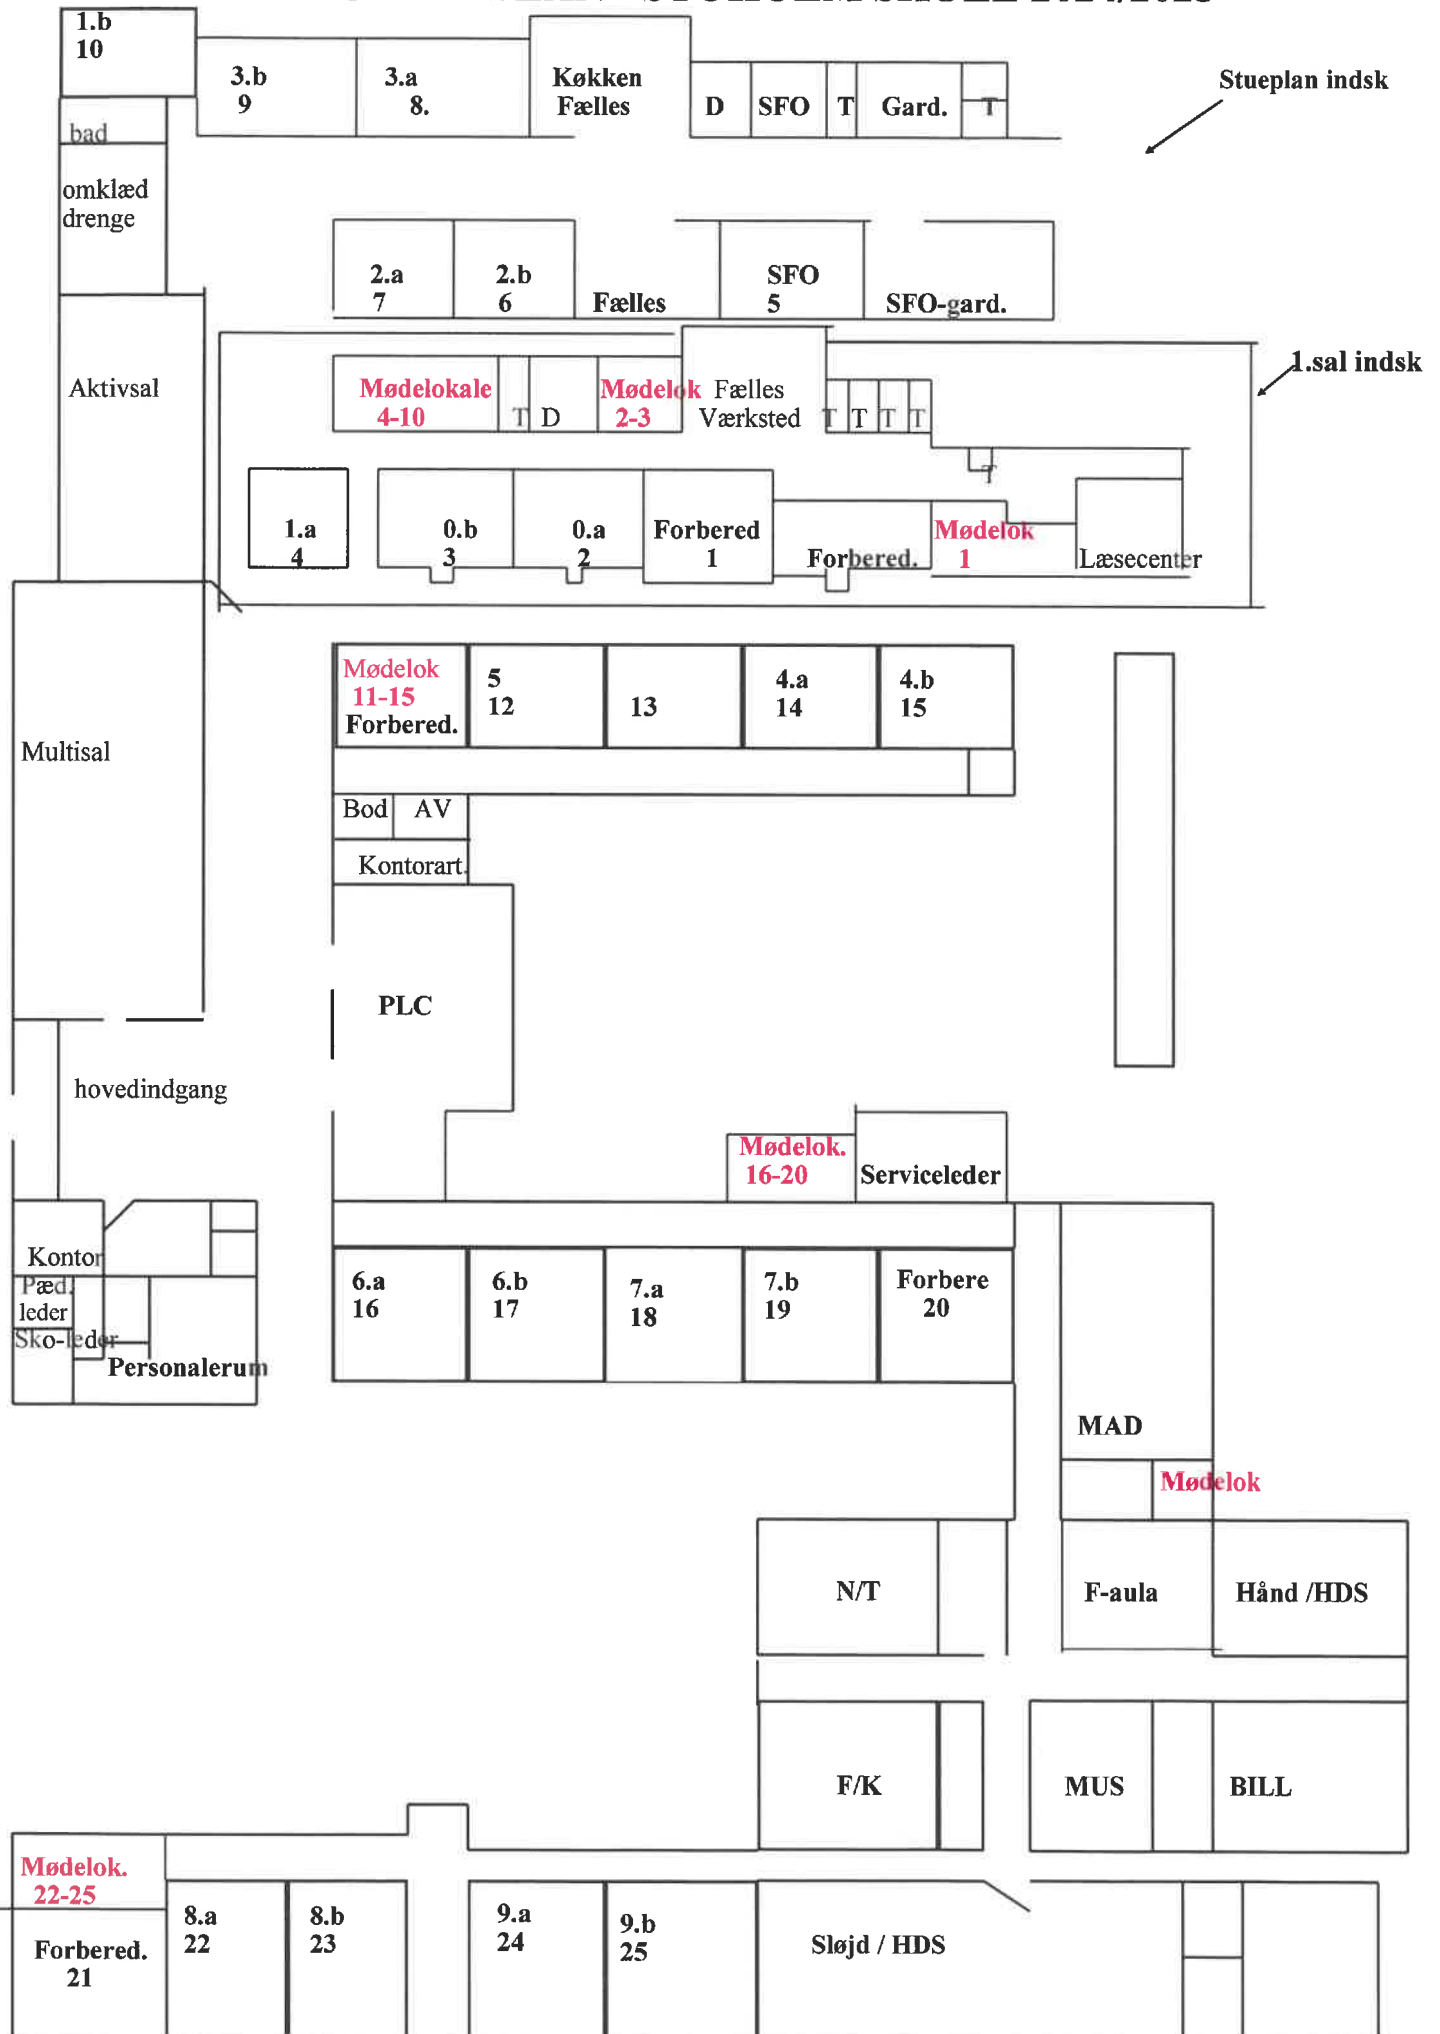 1.b
10
3.b
9
3.a
8.
Køkken
Fælles
D
SFO
T
Gard.
T
Stueplan indsk
bad
omklæd
drenge
2.a
7
2.b
6
Fælles
SFO
5
SFO-gard.
1.sal indsk
Aktivsal
Mødelokale
4-10
T
D
Mødelok
2-3
Fælles
Værksted
T
T
T
T
T
1.a
4
0.b
3
0.a
2
Forbered
1
Forbered.
Mødelok
1
Læsecenter
Mødelok
11-15
Forbered.
5
12
13
4.a
14
4.b
15
Multisal
Bod
AV
Kontorart.
PLC
hovedindgang
Mødelok.
16-20
Serviceleder
Kontor
Pæd.
leder
Sko-leder
Personalerum
6.a
16
6.b
17
7.a
18
7.b
19
Forbere
20
MAD
Mødelok
N/T
F-aula
Hånd /HDS
F/K
MUS
BILL
Mødelok.
22-25
Forbered.
21
8.a
22
8.b
23
9.a
24
9.b
25
Sløjd / HDS